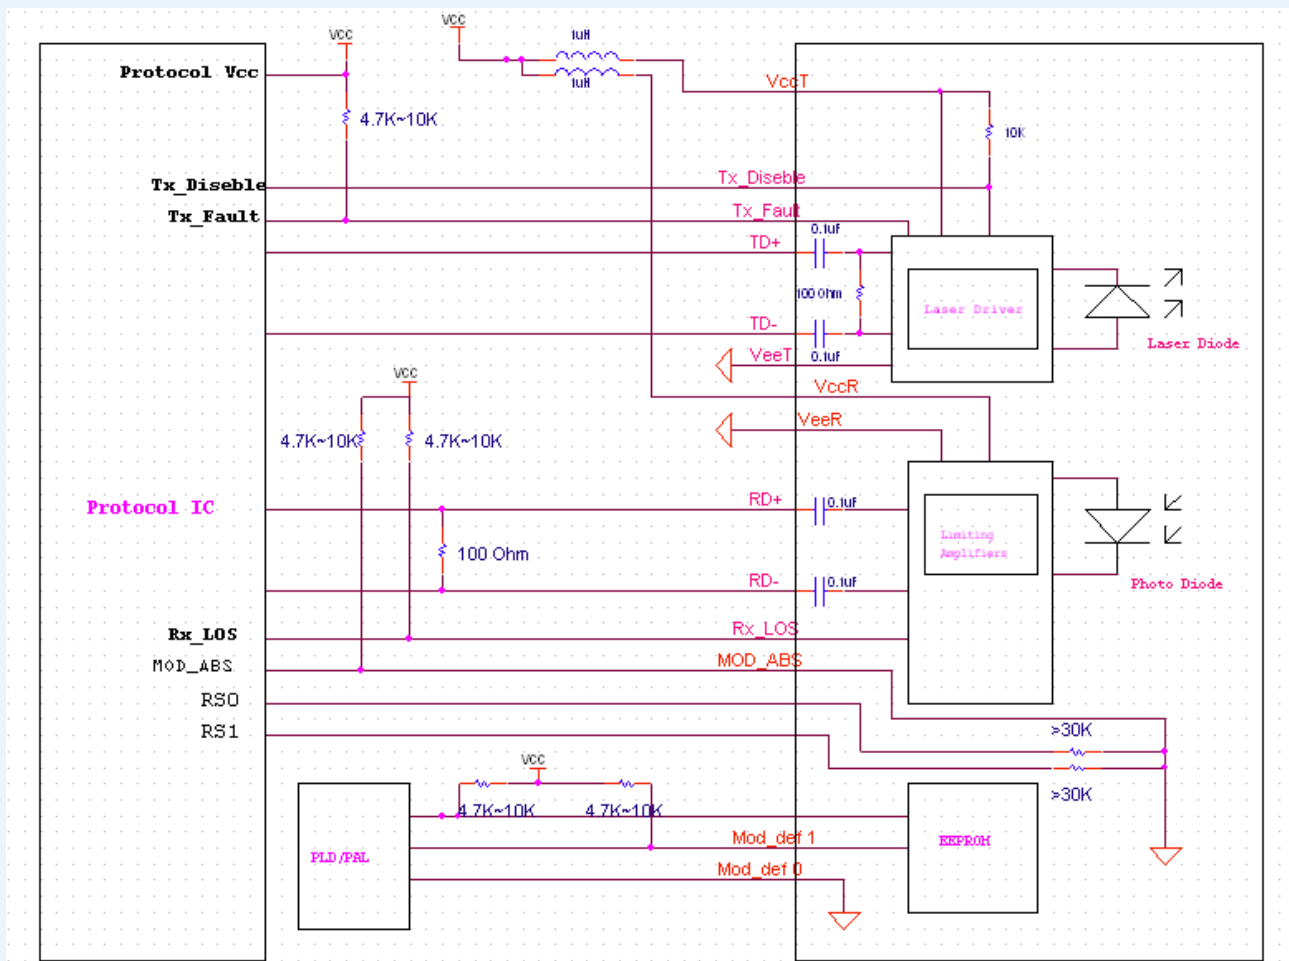 VCC
VCC
1uH
1uH
Protocol Vcc
VccT
4.7K~10K
10K
Tx_Diseble
Tx_Diseble
Tx_Fault
Tx_Fault
0.1uf
TD+
100 Ohm
Laser Driver
TD-
Laser Diode
VeeT
0.1uf
VCC
VccR
VeeR
4.7K~10K
4.7K~10K
Protocol IC
RD+
0.1uf
Limiting
Amplifiers
100 Ohm
RD-
0.1uf
Photo Diode
Rx_LOS
Rx_LOS
MOD_ABS
MOD_ABS
RS0
RS1
>30K
VCC
>30K
4.7K~10K
4.7K~10K
Mod_def 1
EEPROM
PLD/PAL
Mod_def 0